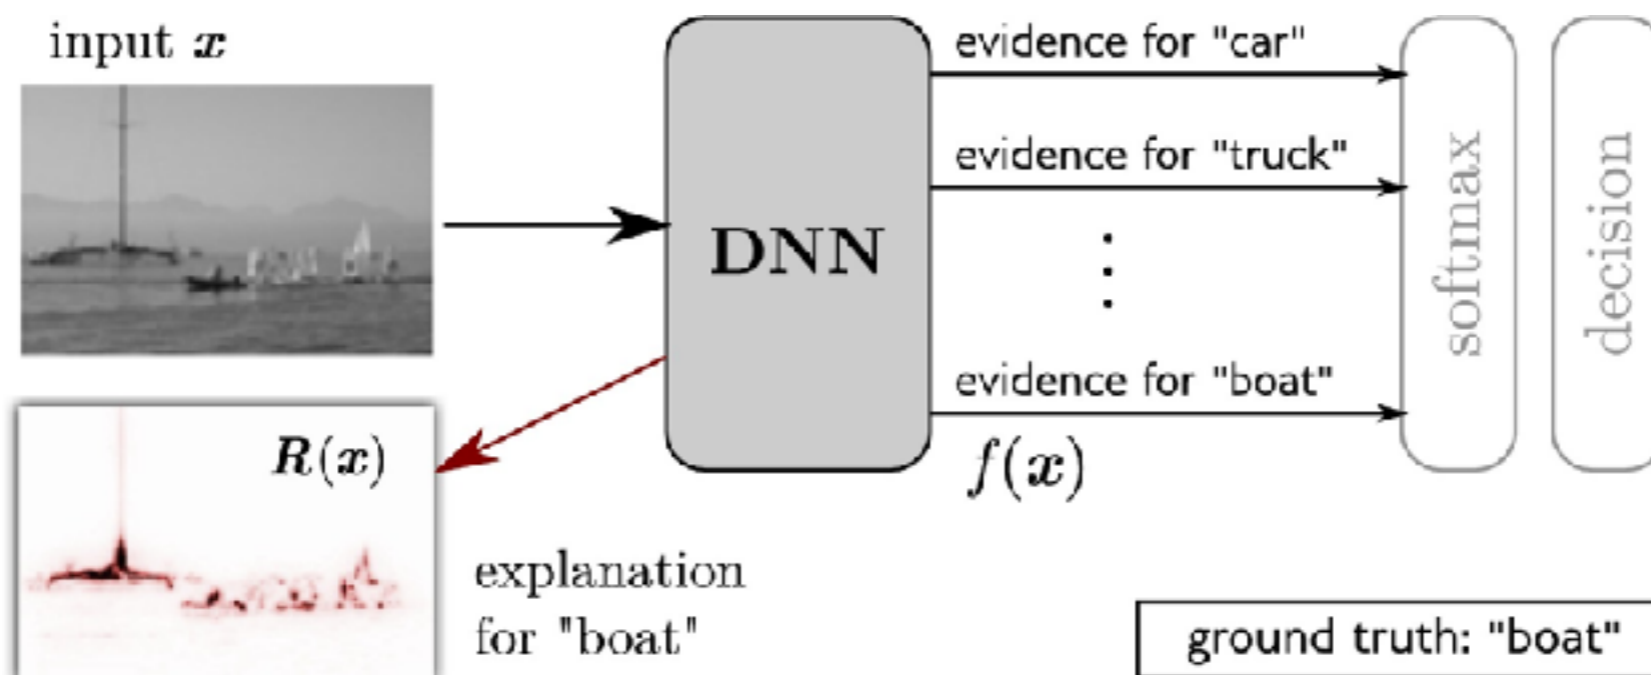 input x
evidence for "car"
evidence for "truck"
DNN
softmax
decision
evidence for "boat"
f(x)
R(x)
explanation
for "boat"
ground truth: "boat"